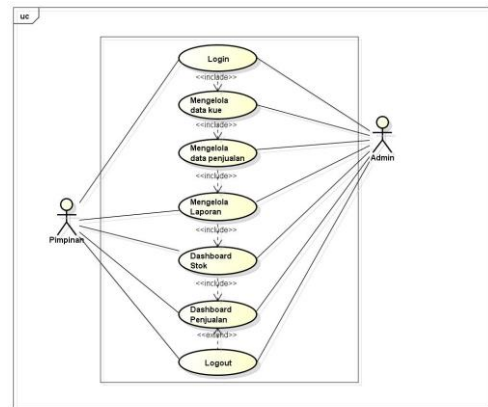 uc
Login
<<include>>
Mengelola
data kue
<<include>>
Mengelola
data penjualan
<<include>>
Mengelola
Laporan
<<include>>
Dashboard
Stok
<<include>>
Dashboard
Penjualan
<<extend>>
Logout
Pimpinan
Admin